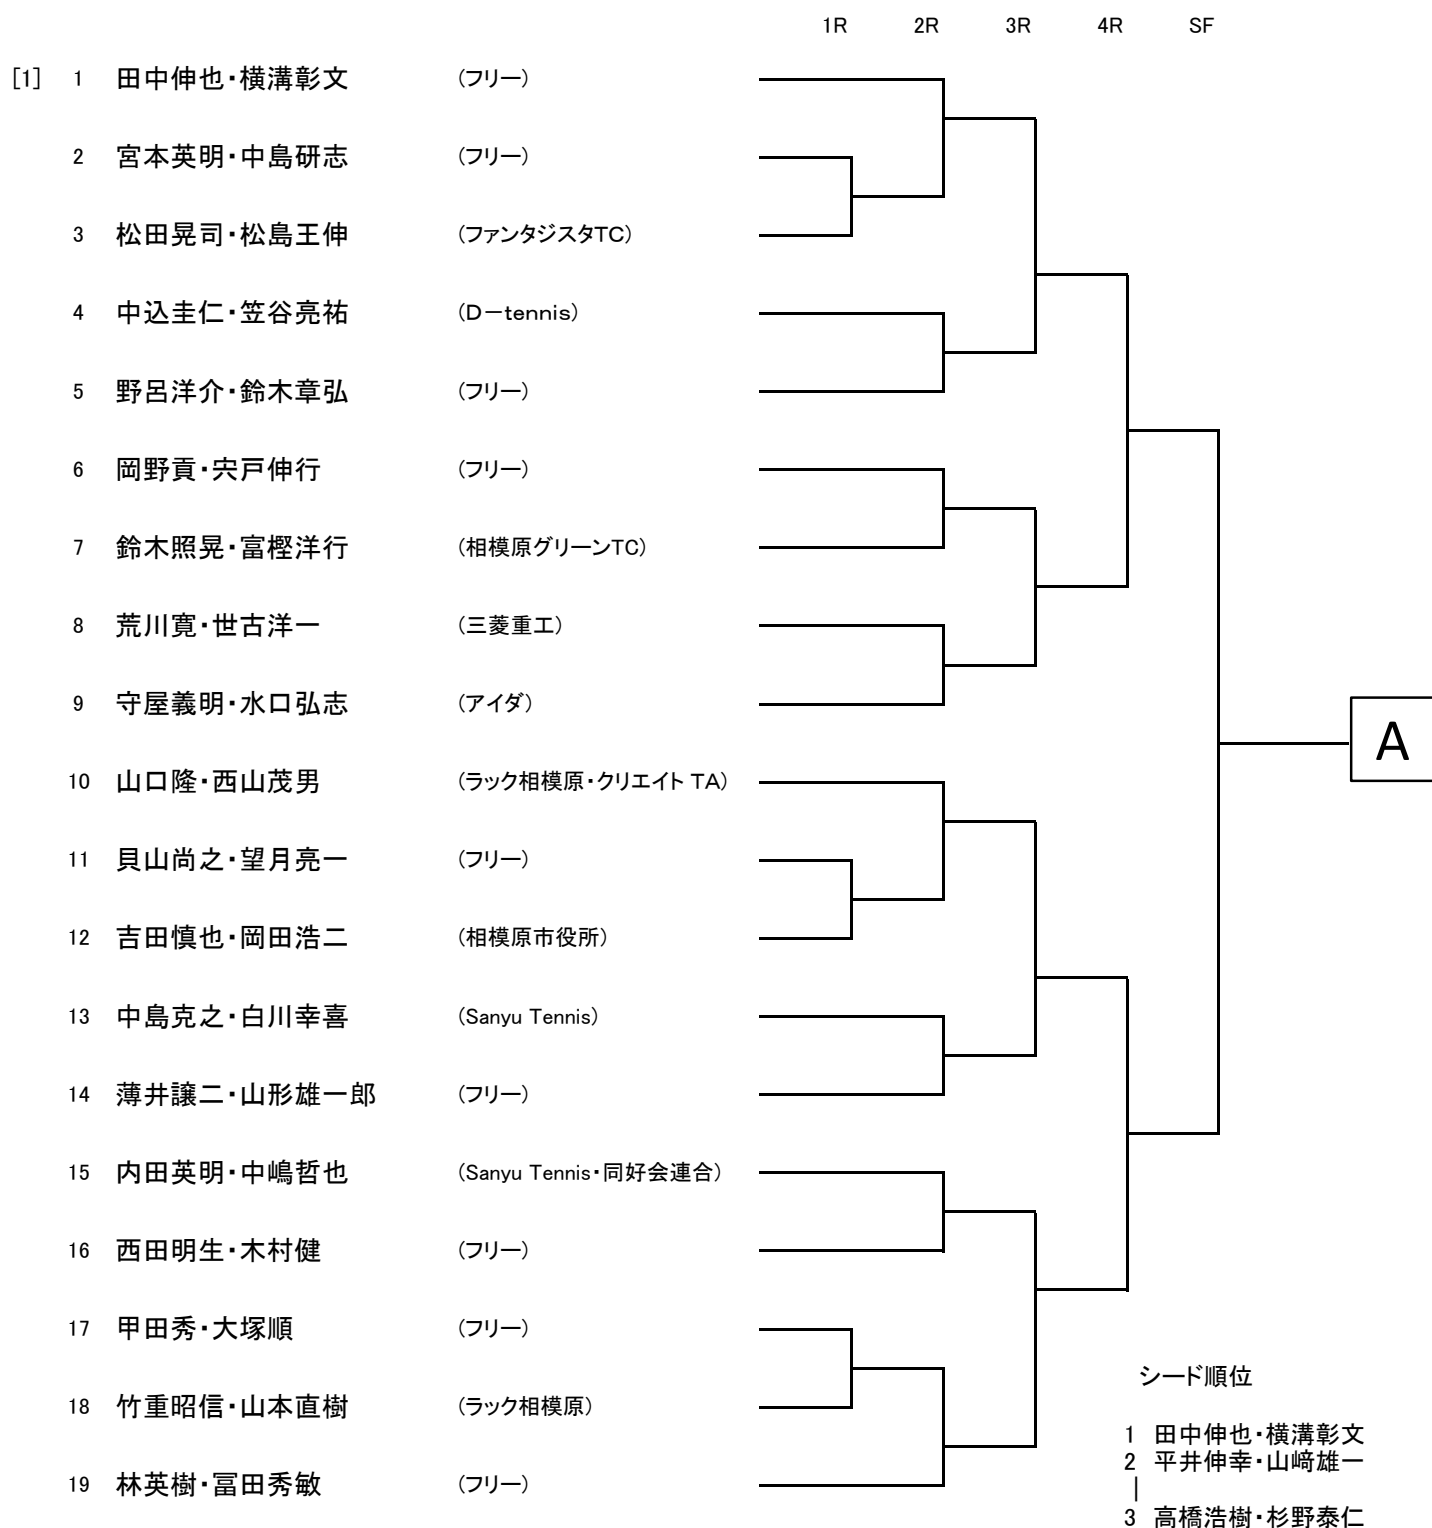 1R 2R 3R 4R SF
[1] 1 田中伸也・横溝彰文 (フリー)
2 宮本英明・中島研志 (フリー)
3 松田晃司・松島王伸 (ファンタジスタTC)
4 中込圭仁・笠谷亮祐 (D－tennis)
5 野呂洋介・鈴木章弘 (フリー)
6 岡野貢・宍戸伸行 (フリー)
7 鈴木照晃・富樫洋行 (相模原グリーンTC)
8 荒川寛・世古洋一 (三菱重工)
9 守屋義明・水口弘志 (アイダ)
A
10 山口隆・西山茂男 (ラック相模原・クリエイト TA)
11 貝山尚之・望月亮一 (フリー)
12 吉田慎也・岡田浩二 (相模原市役所)
13 中島克之・白川幸喜 (Sanyu Tennis)
14 薄井譲二・山形雄一郎 (フリー)
15 内田英明・中嶋哲也 (Sanyu Tennis・同好会連合)
16 西田明生・木村健 (フリー)
17 甲田秀・大塚順 (フリー)
18 竹重昭信・山本直樹 (ラック相模原)
19 林英樹・冨田秀敏 (フリー)
シード順位
1 田中伸也・横溝彰文
2 平井伸幸・山﨑雄一
|
3 高橋浩樹・杉野泰仁